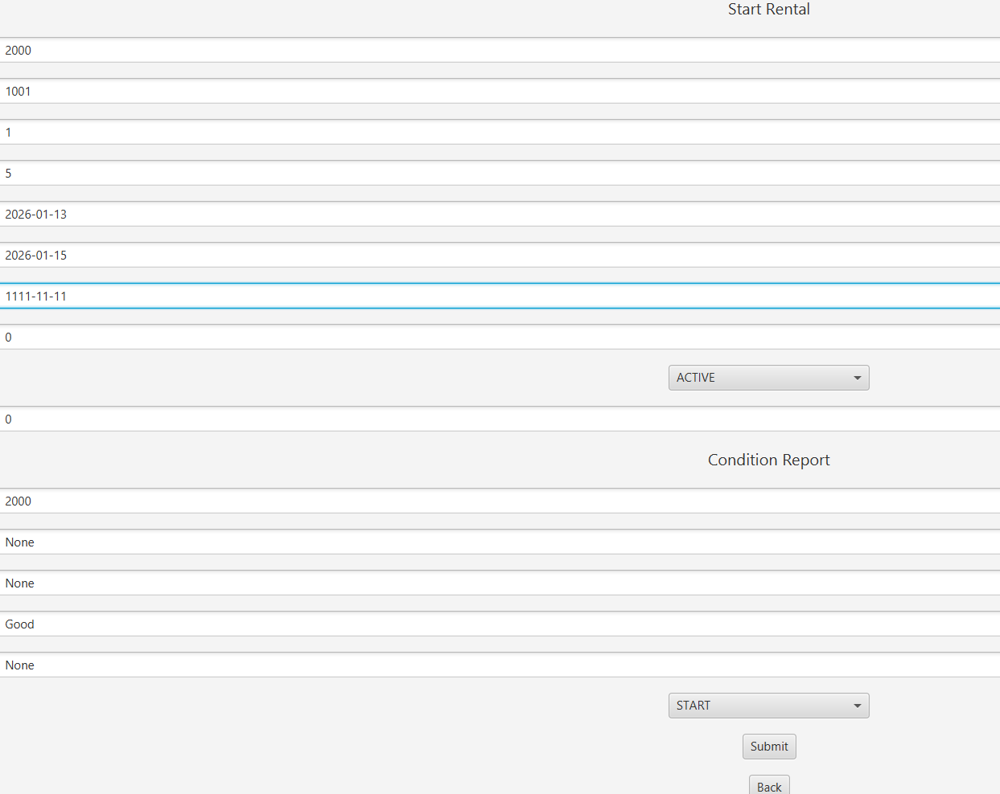 Start Rental
2000
1001
1
5
2026-01-13
2026-01-15
1111-11-11
0
ACTIVE
0
Condition Report
2000
None
None
Good
None
START
Submit
Back